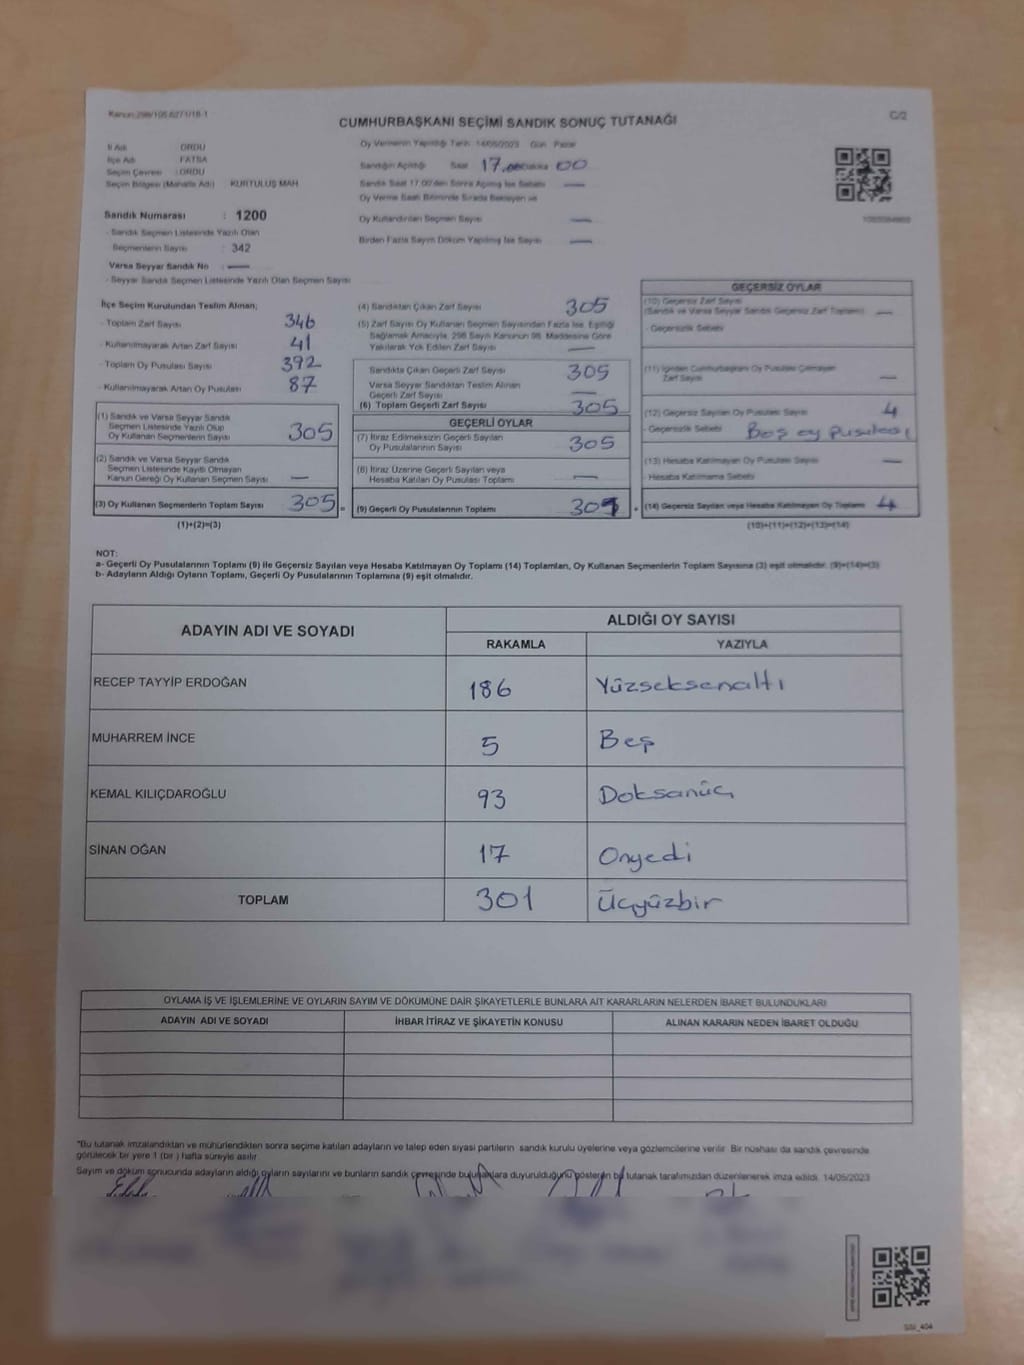 Kanun:298/105 6271/18-1
C/2
CUMHURBAŞKANI SEÇİMİ SANDIK SONUÇ TUTANAĞI
İl Adı : ORDU
İlçe Adı : FATSA
Seçim Çevresi : ORDU
Seçim Bölgesi (Mahalle Adı) KURTULUŞ MAH
Sandık Numarası : 1200
- Sandık Seçmen Listesinde Yazılı Olan
Seçmenlerin Sayısı : 342
Varsa Seyyar Sandık No : —
- Seyyar Sandık Seçmen Listesinde Yazılı Olan Seçmen Sayısı
Oy Vermenin Yapıldığı Tarih: 14/05/2023 Gün: Pazar
Sandığın Açıldığı Saat 17.00 Dakika 00
Sandık Saat 17.00'den Sonra Açılmış İse Sebebi —
Oy Verme Saati Bitiminde Sırada Bekleyen ve
Oy Kullandırılan Seçmen Sayısı —
Birden Fazla Sayım Döküm Yapılmış İse Sayısı —
İlçe Seçim Kurulundan Teslim Alınan;
- Toplam Zarf Sayısı 346
- Kullanılmayarak Artan Zarf Sayısı 41
- Toplam Oy Pusulası Sayısı 392
- Kullanılmayarak Artan Oy Pusulası 87
(1) Sandık ve Varsa Seyyar Sandık
Seçmen Listesinde Yazılı Olup
Oy Kullanan Seçmenlerin Sayısı 305
(2) Sandık ve Varsa Seyyar Sandık
Seçmen Listesinde Kayıtlı Olmayan
Kanun Gereği Oy Kullanan Seçmen Sayısı —
(3) Oy Kullanan Seçmenlerin Toplam Sayısı 305 =
(1)+(2)=(3)
(4) Sandıktan Çıkan Zarf Sayısı 305
(5) Zarf Sayısı Oy Kullanan Seçmen Sayısından Fazla İse, Eşitliği
Sağlamak Amacıyla, 298 Sayılı Kanunun 98. Maddesine Göre
Yakılarak Yok Edilen Zarf Sayısı —
Sandıkta Çıkan Geçerli Zarf Sayısı 305
Varsa Seyyar Sandıktan Teslim Alınan
Geçerli Zarf Sayısı —
(6) Toplam Geçerli Zarf Sayısı 305
GEÇERLİ OYLAR
(7) İtiraz Edilmeksizin Geçerli Sayılan
Oy Pusulalarının Sayısı 305
(8) İtiraz Üzerine Geçerli Sayılan veya
Hesaba Katılan Oy Pusulası Toplamı —
(9) Geçerli Oy Pusulalarının Toplamı 301 +
GEÇERSİZ OYLAR
(10) Geçersiz Zarf Sayısı
(Sandık ve Varsa Seyyar Sandık Geçersiz Zarf Toplamı) —
- Geçersizlik Sebebi
(11) İçinden Cumhurbaşkanı Oy Pusulası Çıkmayan
Zarf Sayısı —
(12) Geçersiz Sayılan Oy Pusulası Sayısı 4
- Geçersizlik Sebebi Boş oy pusulası
(13) Hesaba Katılmayan Oy Pusulası Sayısı —
- Hesaba Katılmama Sebebi
(14) Geçersiz Sayılan veya Hesaba Katılmayan Oy Toplamı 4
(10)+(11)+(12)+(13)=(14)
NOT:
a- Geçerli Oy Pusulalarının Toplamı (9) ile Geçersiz Sayılan veya Hesaba Katılmayan Oy Toplamı (14) Toplamları, Oy Kullanan Seçmenlerin Toplam Sayısına (3) eşit olmalıdır. (9)+(14)=(3)
b- Adayların Aldığı Oyların Toplamı, Geçerli Oy Pusulalarının Toplamına (9) eşit olmalıdır.
ADAYIN ADI VE SOYADI
ALDIĞI OY SAYISI
RAKAMLA YAZIYLA
RECEP TAYYİP ERDOĞAN 186 Yüzseksenaltı
MUHARREM İNCE 5 Beş
KEMAL KILIÇDAROĞLU 93 Doksanüç
SİNAN OĞAN 17 Onyedi
TOPLAM 301 Üçyüzbir
OYLAMA İŞ VE İŞLEMLERİNE VE OYLARIN SAYIM VE DÖKÜMÜNE DAİR ŞİKAYETLERLE BUNLARA AİT KARARLARIN NELERDEN İBARET BULUNDUKLARI
ADAYIN ADI VE SOYADI İHBAR İTİRAZ VE ŞİKAYETİN KONUSU ALINAN KARARIN NEDEN İBARET OLDUĞU
*Bu tutanak imzalandıktan ve mühürlendikten sonra seçime katılan adayların ve talep eden siyasi partilerin sandık kurulu üyelerine veya gözlemcilerine verilir. Bir nüshası da sandık çevresinde
görülecek bir yere 1 (bir ) hafta süreyle asılır.
Sayım ve döküm sonucunda adayların aldığı oyların sayılarını ve bunların sandık çevresinde bulunanlara duyurulduğunu gösteren bu tutanak tarafımızdan düzenlenerek imza edildi. 14/05/2023
SSİ_404